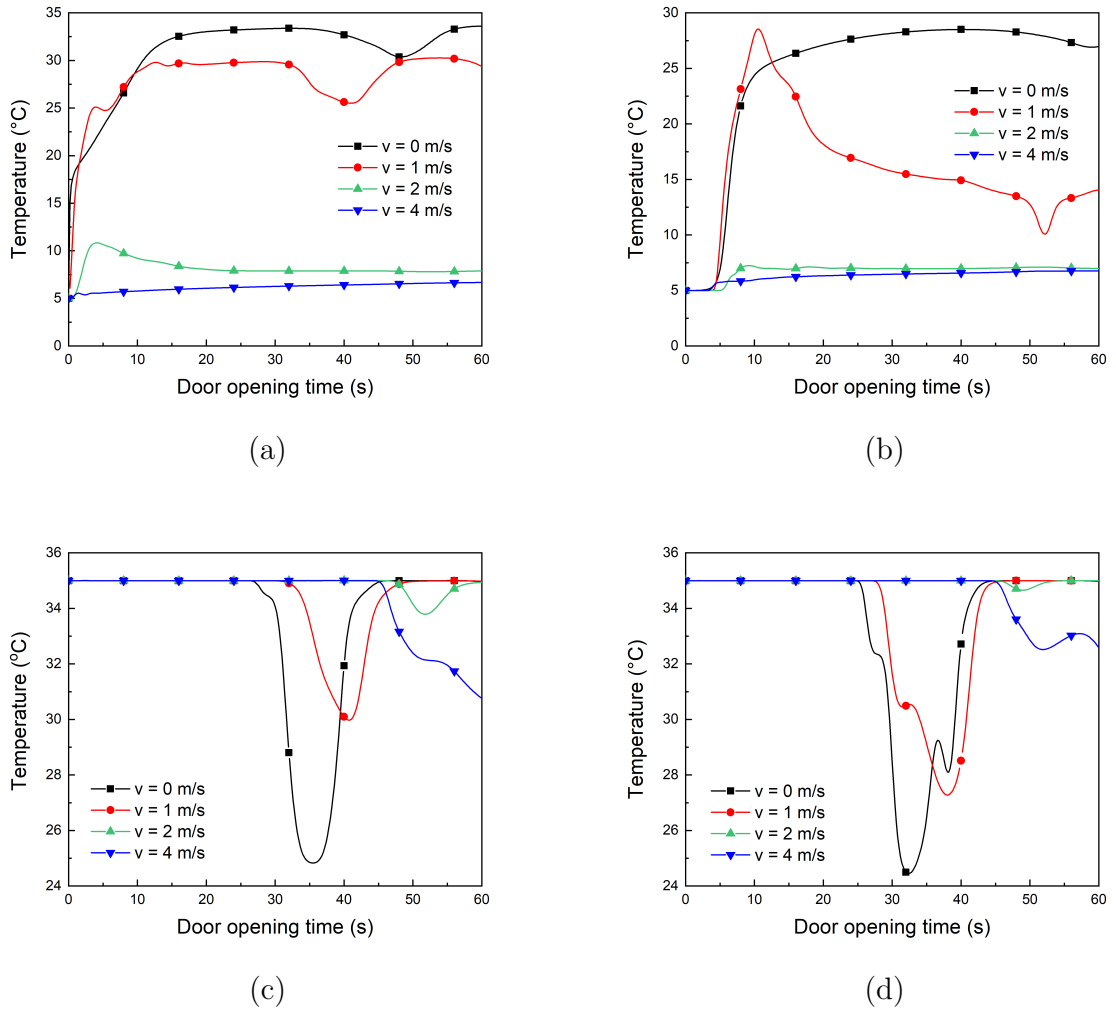 35
30
25
20
15
10
5
0
Temperature (°C)
v = 0 m/s
v = 1 m/s
v = 2 m/s
v = 4 m/s
0 10 20 30 40 50 60
Door opening time (s)
(a)
30
25
20
15
10
5
0
Temperature (°C)
v = 0 m/s
v = 1 m/s
v = 2 m/s
v = 4 m/s
0 10 20 30 40 50 60
Door opening time (s)
(b)
36
34
32
30
28
26
24
Temperature (°C)
v = 0 m/s
v = 1 m/s
v = 2 m/s
v = 4 m/s
0 10 20 30 40 50 60
Door opening time (s)
(c)
36
34
32
30
28
26
24
Temperature (°C)
v = 0 m/s
v = 1 m/s
v = 2 m/s
v = 4 m/s
0 10 20 30 40 50 60
Door opening time (s)
(d)